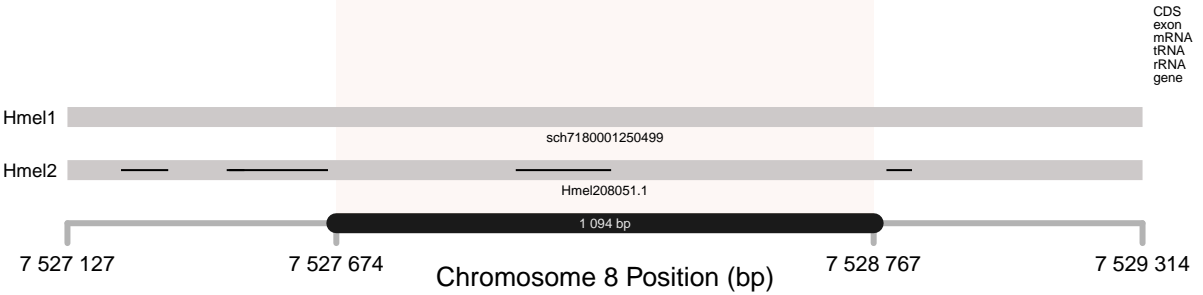 CDS
exon
mRNA
tRNA
rRNA
gene
Hmel1
sch7180001250499
Hmel2
Hmel208051.1
1 094 bp
7 527 127
7 527 674
7 528 767
7 529 314
Chromosome 8 Position (bp)